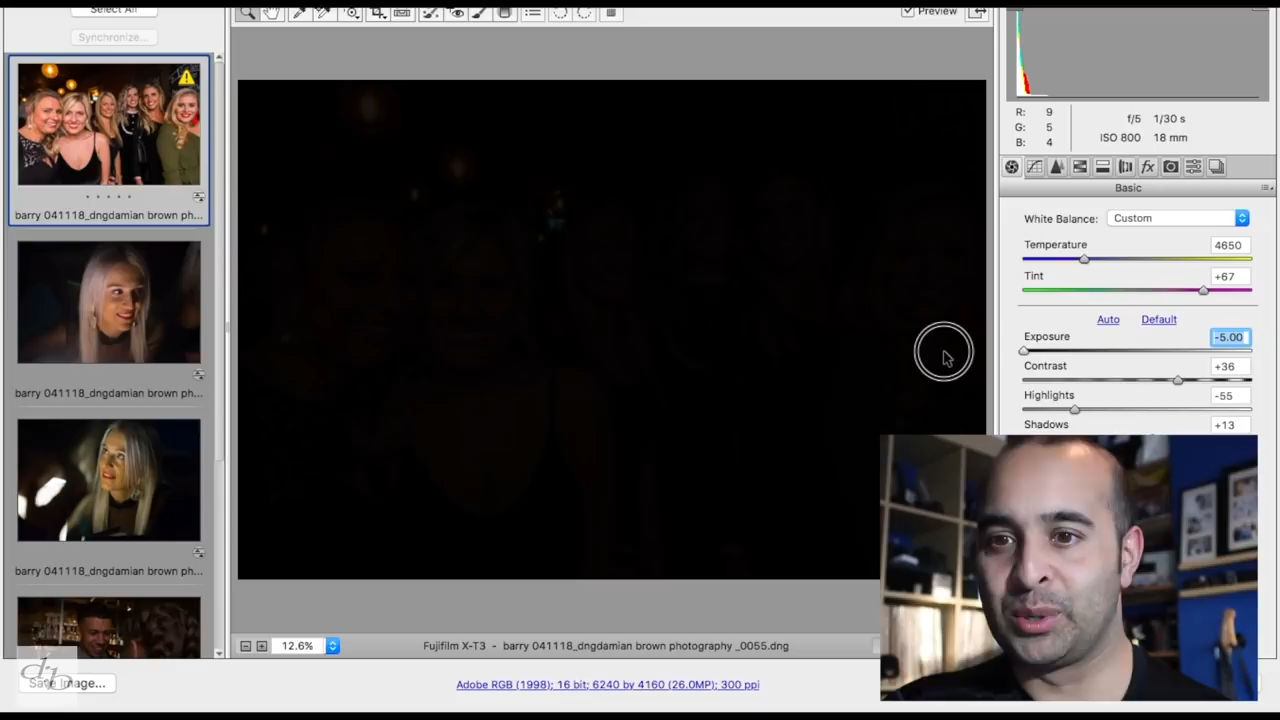 Select All
Synchronize...
barry 041118_dngdamian brown ph...
barry 041118_dngdamian brown ph...
barry 041118_dngdamian brown ph...
Save Image...
db
Preview
12.6%
Fujifilm X-T3 - barry 041118_dngdamian brown photography _0055.dng
Adobe RGB (1998); 16 bit; 6240 by 4160 (26.0MP); 300 ppi
R: 9
G: 5
B: 4
f/5 1/30 s
ISO 800 18 mm
fx
Basic
White Balance: Custom
Temperature 4650
Tint +67
Auto Default
Exposure -5.00
Contrast +36
Highlights -55
Shadows +13